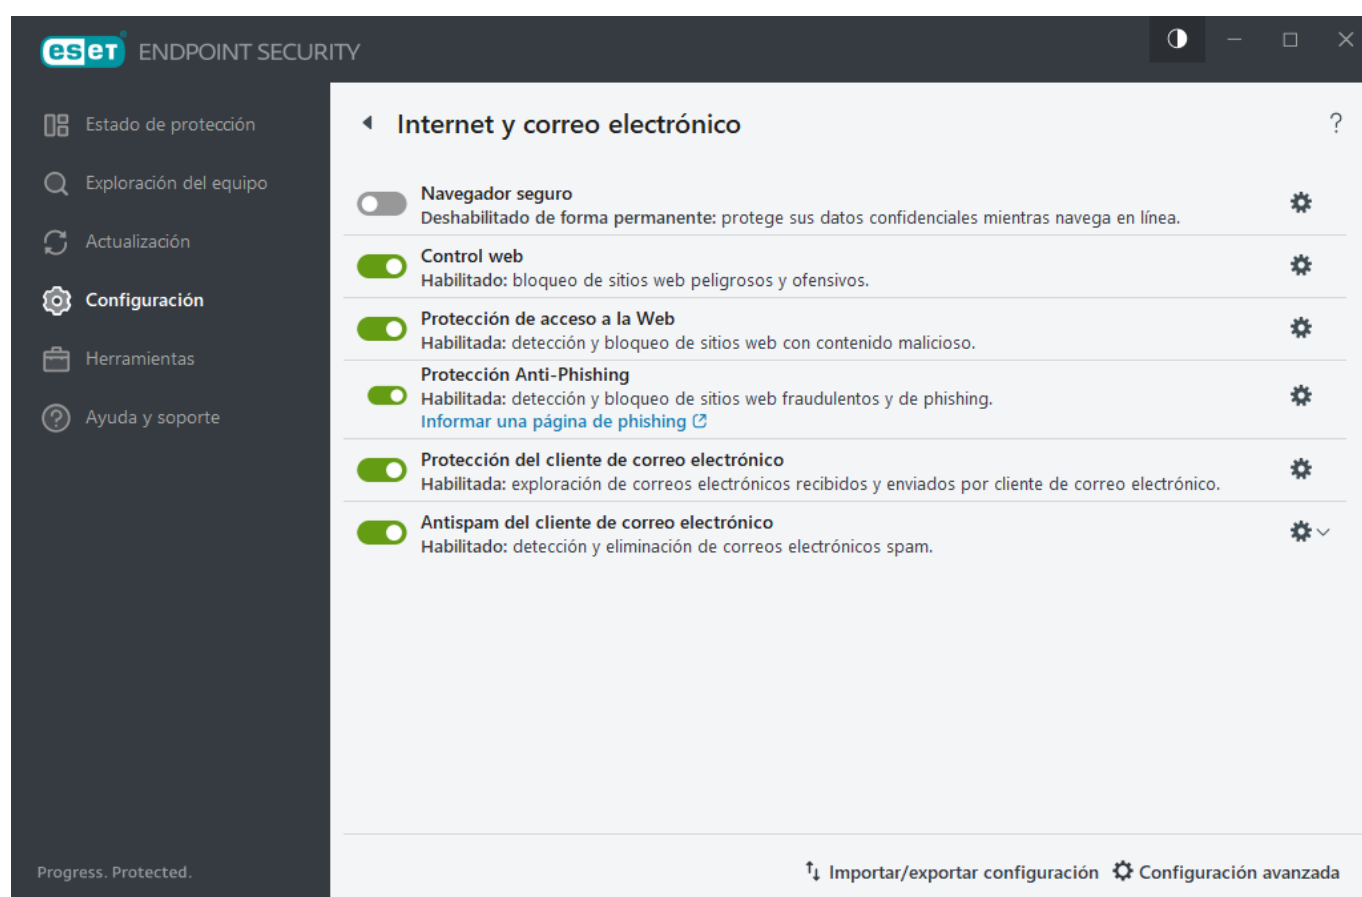 eset ENDPOINT SECURITY
Estado de protección
Exploración del equipo
Actualización
Configuración
Herramientas
Ayuda y soporte
Progress. Protected.
Internet y correo electrónico
?
Navegador seguro
Deshabilitado de forma permanente: protege sus datos confidenciales mientras navega en línea.
Control web
Habilitado: bloqueo de sitios web peligrosos y ofensivos.
Protección de acceso a la Web
Habilitada: detección y bloqueo de sitios web con contenido malicioso.
Protección Anti-Phishing
Habilitada: detección y bloqueo de sitios web fraudulentos y de phishing.
Informar una página de phishing
Protección del cliente de correo electrónico
Habilitada: exploración de correos electrónicos recibidos y enviados por cliente de correo electrónico.
Antispam del cliente de correo electrónico
Habilitado: detección y eliminación de correos electrónicos spam.
Importar/exportar configuración Configuración avanzada